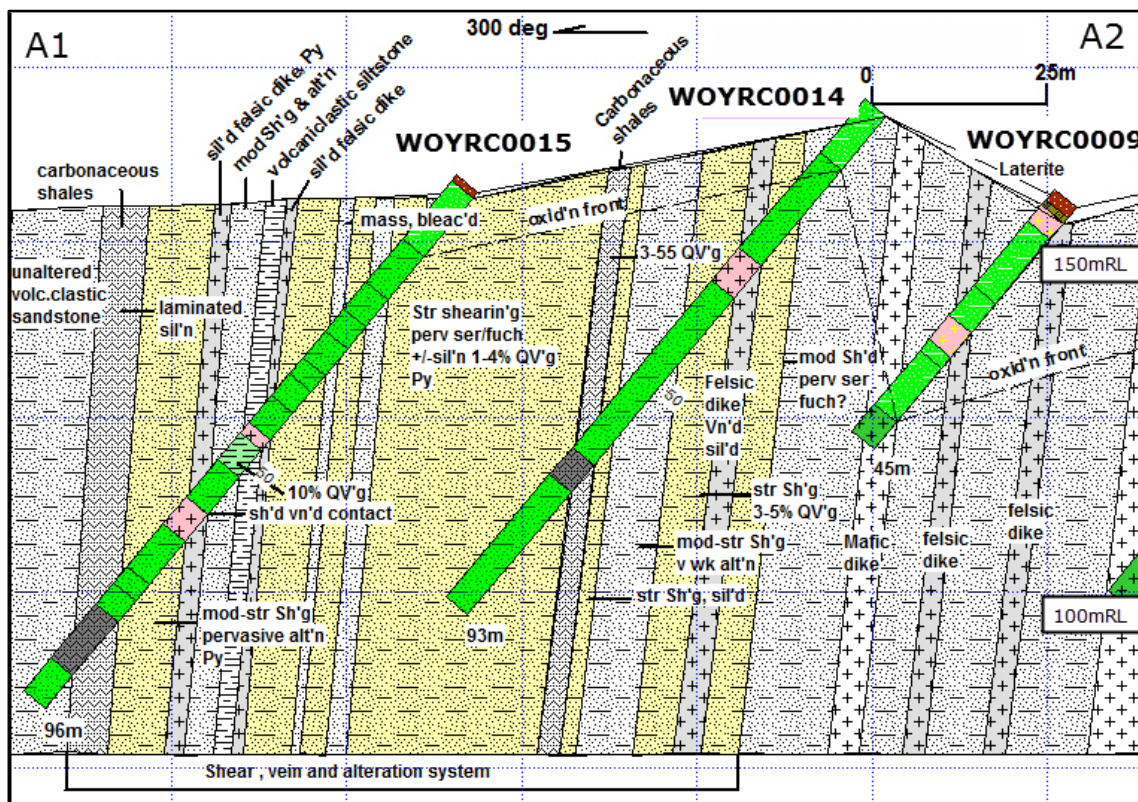 A1
300 deg
A2
0
25m
sil'd felsic dike, Py
mod Sh'g & alt'n
volcaniclastic siltstone
sil'd felsic dike
Carbonaceous
shales
WOYRC0014
WOYRC0015
WOYRC0009
Laterite
carbonaceous
shales
mass, bleac'd
oxid'n front
3-55 QV'g
150mRL
unaltered
volc.clastic
sandstone
laminated
sil'n
Str shearin'g
perv ser/fuch
+/-sil'n 1-4% QV'g
Py
mod Sh'd
perv ser
fuch?
oxid'n front
Felsic
dike
Vn'd
sil'd
50
45m
50
10% QV'g
sh'd vn'd contact
str Sh'g
3-5% QV'g
felsic
dike
mod-str Sh'g
v wk alt'n
Mafic
dike
felsic
dike
str Sh'g, sil'd
100mRL
mod-str Sh'g
pervasive alt'n
Py
93m
96m
Shear , vein and alteration system